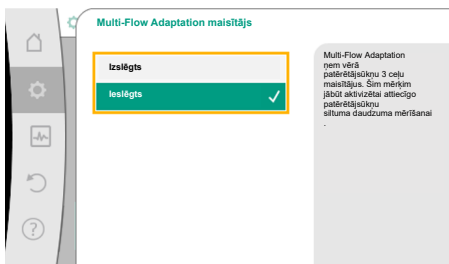 Multi-Flow Adaptation maisītājs
Izslēgts
Ieslēgts
Multi-Flow Adaptation
ņem vērā
patērētājsūkņu 3 ceļu
maisītājus. Šim mērķim
jābūt aktivizētai attiecīgo
patērētājsūkņu
siltuma daudzuma mērīšanai
.